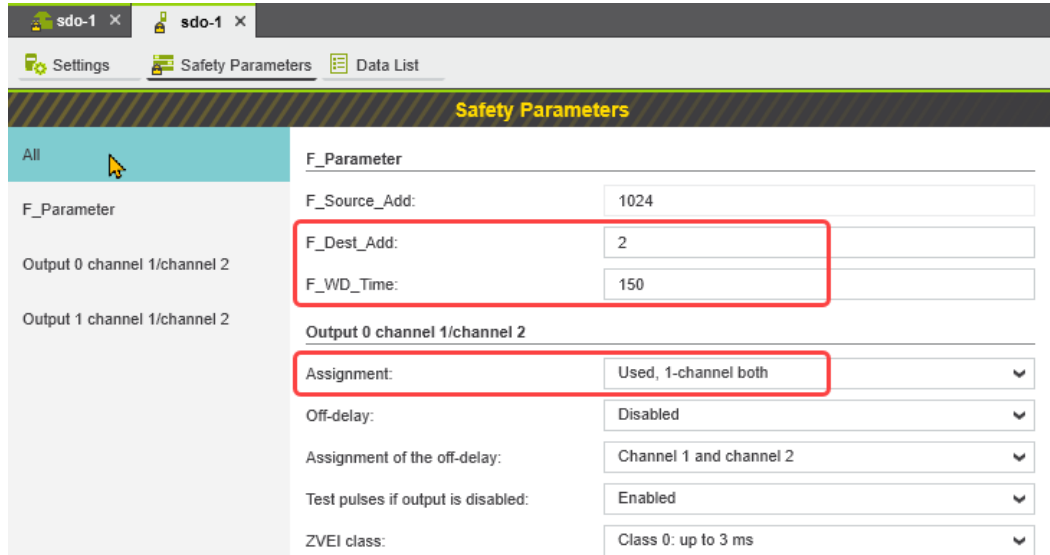 sdo-1 × sdo-1 ×
Settings Safety Parameters Data List
Safety Parameters
All
F_Parameter
Output 0 channel 1/channel 2
Output 1 channel 1/channel 2
F_Parameter
F_Source_Add: 1024
F_Dest_Add: 2
F_WD_Time: 150
Output 0 channel 1/channel 2
Assignment: Used, 1-channel both
Off-delay: Disabled
Assignment of the off-delay: Channel 1 and channel 2
Test pulses if output is disabled: Enabled
ZVEI class: Class 0: up to 3 ms